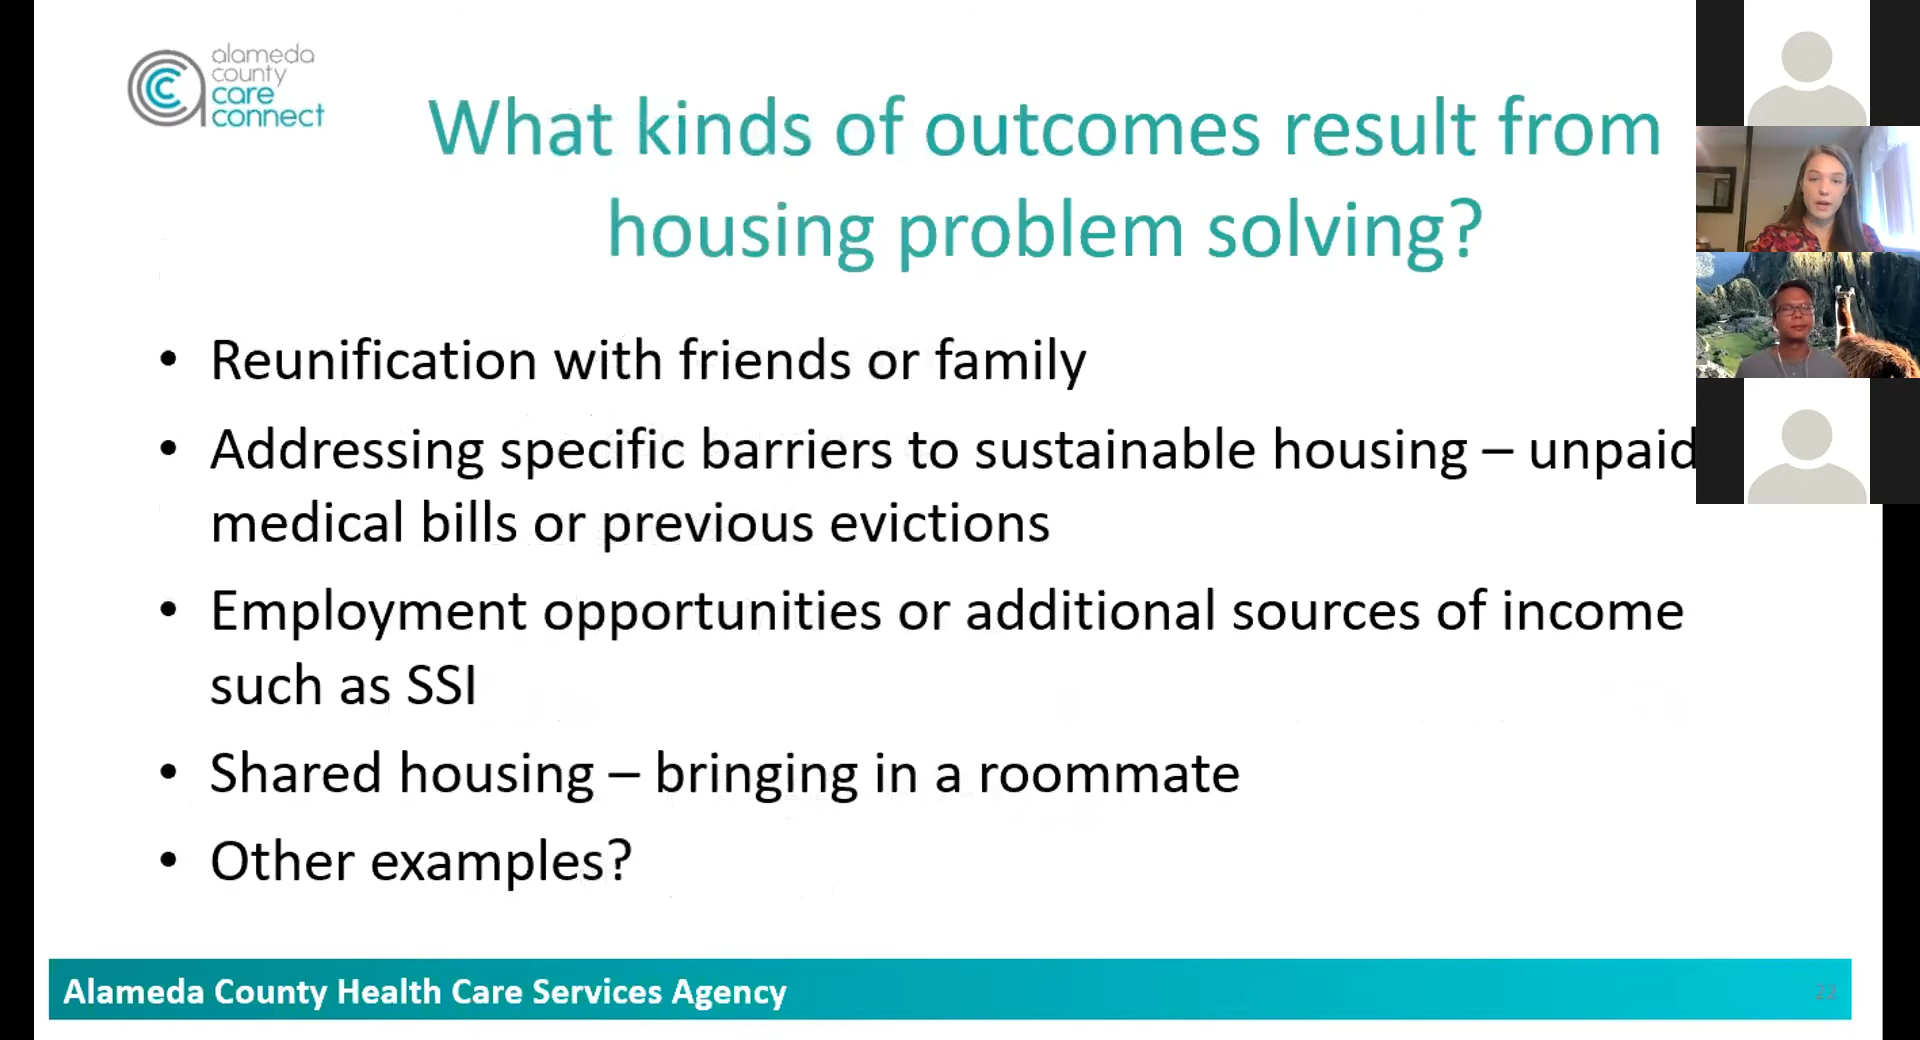 alameda
county
care
connect
What kinds of outcomes result from
housing problem solving?
• Reunification with friends or family
• Addressing specific barriers to sustainable housing – unpaid
medical bills or previous evictions
• Employment opportunities or additional sources of income
such as SSI
• Shared housing – bringing in a roommate
• Other examples?
Alameda County Health Care Services Agency